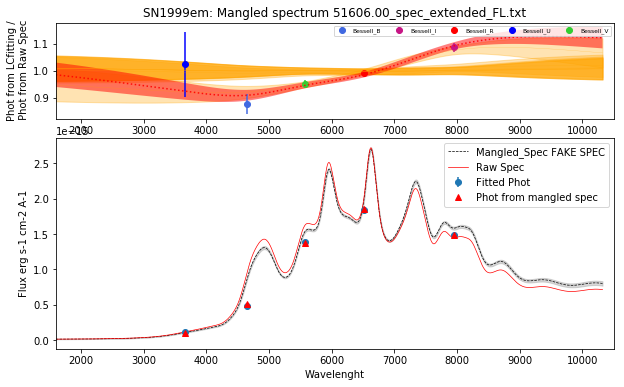 SN1999em: Mangled spectrum 51606.00_spec_extended_FL.txt
Phot from LCfitting /
Phot from Raw Spec
1.1
1.0
0.9
Bessell_B
Bessell_I
Bessell_R
Bessell_U
Bessell_V
2000 3000 4000 5000 6000 7000 8000 9000 10000
1e−15
Flux erg s-1 cm-2 A-1
2.5
2.0
1.5
1.0
0.5
0.0
Mangled_Spec FAKE SPEC
Raw Spec
Fitted Phot
Phot from mangled spec
2000 3000 4000 5000 6000 7000 8000 9000 10000
Wavelenght